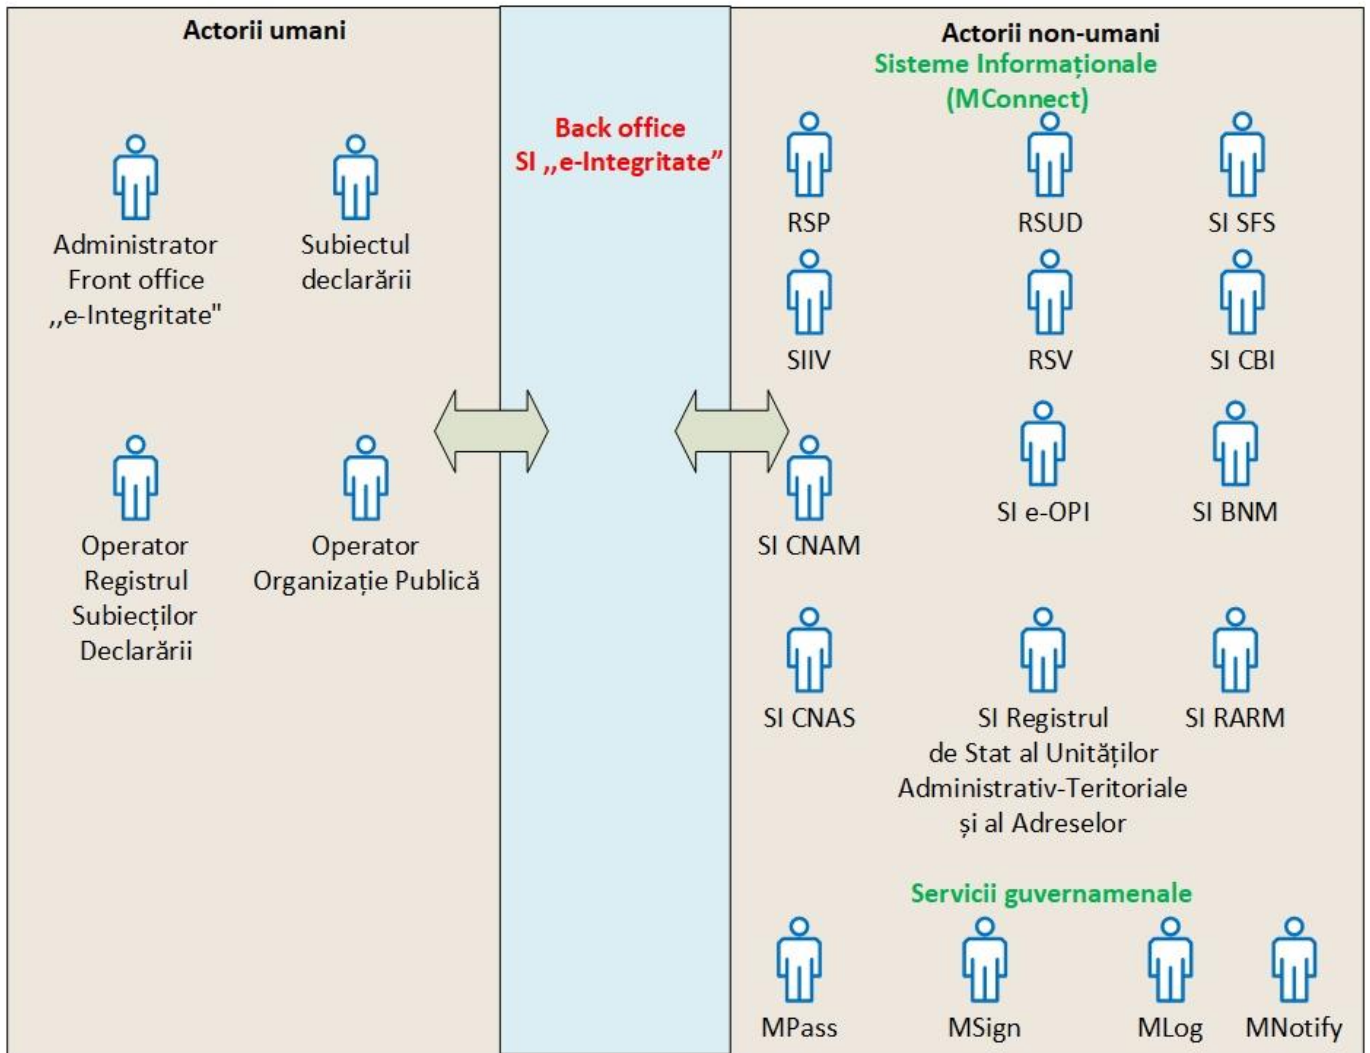 Actorii umani
Administrator
Front office
,,e-Integritate"
Subiectul
declarării
Operator
Registrul
Subiecților
Declarării
Operator
Organizație Publică
Back office
SI ,,e-Integritate”
Actorii non-umani
Sisteme Informaționale
(MConnect)
RSP
RSUD
SI SFS
SIIV
RSV
SI CBI
SI CNAM
SI e-OPI
SI BNM
SI CNAS
SI Registrul
de Stat al Unităților
Administrativ-Teritoriale
și al Adreselor
SI RARM
Servicii guvernamenale
MPass
MSign
MLog
MNotify